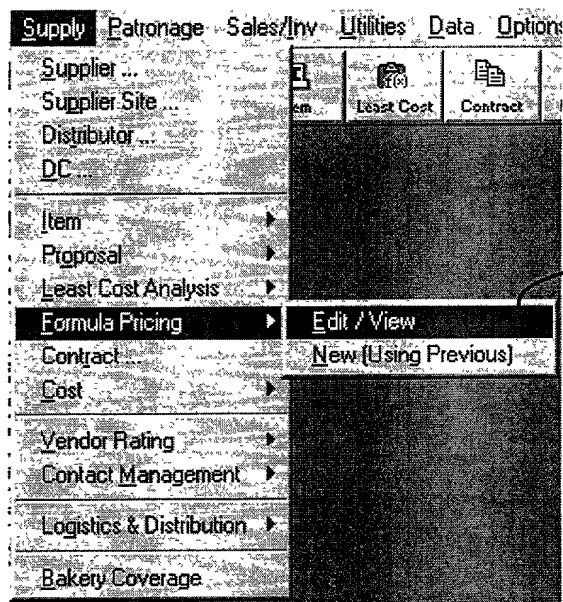 Supply Patronage Sales/Inv Utilities Data Options
Supplier ...
Supplier Site ...
Distributor ...
DC ...
Least Cost
Contract
Item
Proposal
Least Cost Analysis
Formula Pricing
Edit / View
New (Using Previous)
Contract ...
Cost
Vendor Rating
Contact Management
Logistics & Distribution
Bakery Coverage